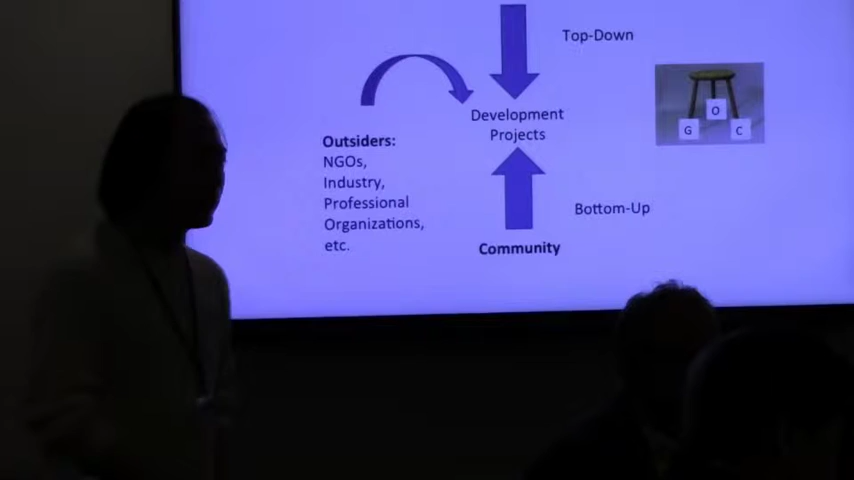 Top-Down
Development
Projects
Outsiders:
NGOs,
Industry,
Professional
Organizations,
etc.
Bottom-Up
Community
O
G
C